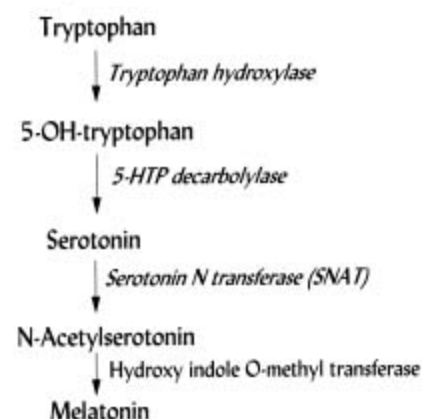 Tryptophan
Tryptophan hydroxylase
5-OH-tryptophan
5-HTP decarbolylase
Serotonin
Serotonin N transferase (SNAT)
N-Acetylserotonin
Hydroxy indole O-methyl transferase
Melatonin